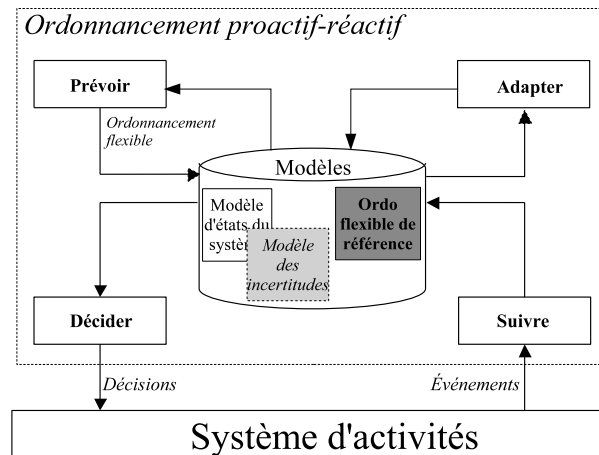 Ordonnancement proactif-réactif
Prévoir
Adapter
Ordonnancement
flexible
Modèles
Modèle
d'états du
système
Ordo
flexible de
référence
Modèle
des
incertitudes
Décider
Suivre
Décisions
Événements
Système d'activités